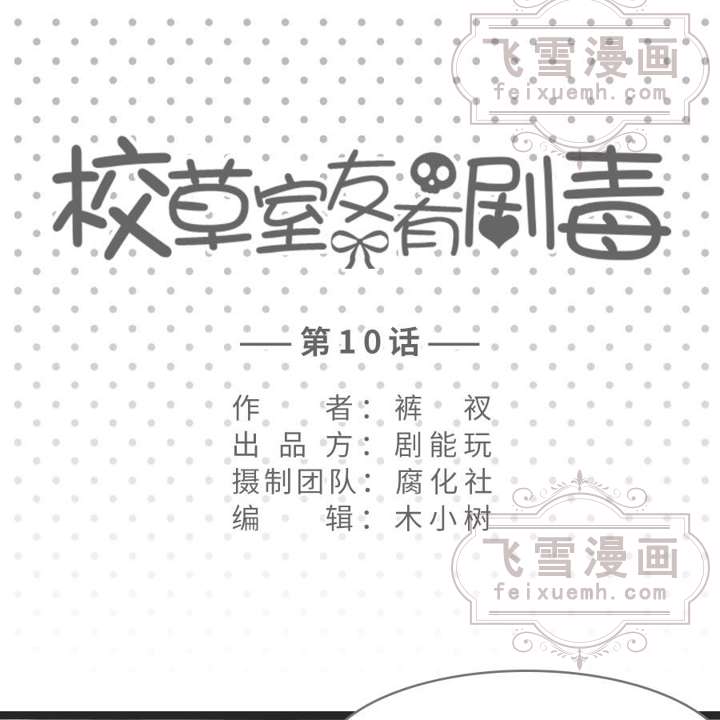 飞雪漫画
feixuemh.com
校草室友有剧毒
第10话
作者：裤衩
出品方：剧能玩
摄制团队：腐化社
编辑：木小树
飞雪漫画
feixuemh.com